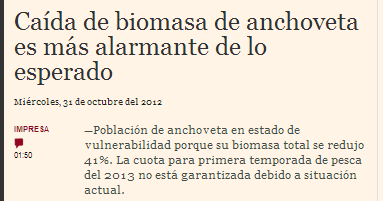 Caída de biomasa de anchoveta
es más alarmante de lo
esperado
Miércoles, 31 de octubre del 2012
IMPRESA
01:50
—Población de anchoveta en estado de
vulnerabilidad porque su biomasa total se redujo
41%. La cuota para primera temporada de pesca
del 2013 no está garantizada debido a situación
actual.